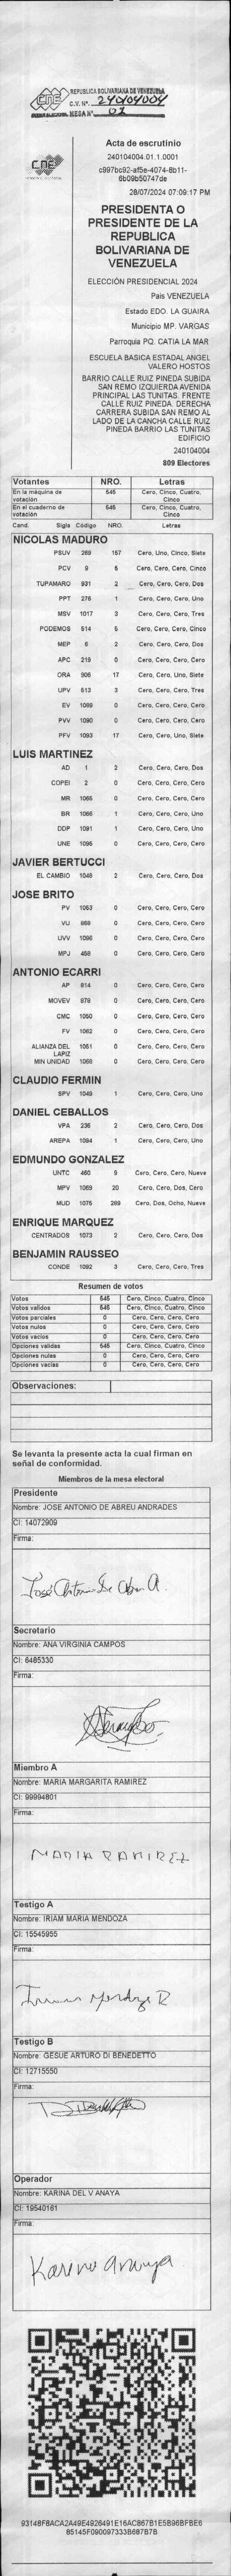 CNE REPUBLICA BOLIVARIANA DE VENEZUELA
C.V. Nº. 240104004
MESA Nº 01
CNE
Acta de escrutinio
240104004.01.1.0001
c997bc92-af5e-4074-8b11-
6b09b50747de
28/07/2024 07:09:17 PM
PRESIDENTA O
PRESIDENTE DE LA
REPUBLICA
BOLIVARIANA DE
VENEZUELA
ELECCIÓN PRESIDENCIAL 2024
Pais VENEZUELA
Estado EDO. LA GUAIRA
Municipio MP. VARGAS
Parroquia PQ. CATIA LA MAR
ESCUELA BASICA ESTADAL ANGEL
VALERO HOSTOS
BARRIO CALLE RUIZ PINEDA SUBIDA
SAN REMO IZQUIERDA AVENIDA
PRINCIPAL LAS TUNITAS. FRENTE
CALLE RUIZ PINEDA. DERECHA
CARRERA SUBIDA SAN REMO AL
LADO DE LA CANCHA CALLE RUIZ
PINEDA BARRIO LAS TUNITAS
EDIFICIO
240104004
809 Electores
Votantes NRO. Letras
En la máquina de votación 545 Cero, Cinco, Cuatro, Cinco
En el cuaderno de votación 545 Cero, Cinco, Cuatro, Cinco
Cand. Sigla Codigo NRO. Letras
NICOLAS MADURO
PSUV 269 157 Cero, Uno, Cinco, Siete
PCV 9 5 Cero, Cero, Cero, Cinco
TUPAMARO 931 2 Cero, Cero, Cero, Dos
PPT 276 1 Cero, Cero, Cero, Uno
MSV 1017 3 Cero, Cero, Cero, Tres
PODEMOS 514 5 Cero, Cero, Cero, Cinco
MEP 6 2 Cero, Cero, Cero, Dos
APC 219 0 Cero, Cero, Cero, Cero
ORA 906 17 Cero, Cero, Uno, Siete
UPV 613 3 Cero, Cero, Cero, Tres
EV 1089 0 Cero, Cero, Cero, Cero
PVV 1090 0 Cero, Cero, Cero, Cero
PFV 1093 17 Cero, Cero, Uno, Siete
LUIS MARTINEZ
AD 1 2 Cero, Cero, Cero, Dos
COPEI 2 0 Cero, Cero, Cero, Cero
MR 1065 0 Cero, Cero, Cero, Cero
BR 1066 1 Cero, Cero, Cero, Uno
DDP 1091 1 Cero, Cero, Cero, Uno
UNE 1095 0 Cero, Cero, Cero, Cero
JAVIER BERTUCCI
EL CAMBIO 1048 2 Cero, Cero, Cero, Dos
JOSE BRITO
PV 1053 0 Cero, Cero, Cero, Cero
VU 869 0 Cero, Cero, Cero, Cero
UVV 1096 0 Cero, Cero, Cero, Cero
MPJ 458 0 Cero, Cero, Cero, Cero
ANTONIO ECARRI
AP 814 0 Cero, Cero, Cero, Cero
MOVEV 878 0 Cero, Cero, Cero, Cero
CMC 1050 0 Cero, Cero, Cero, Cero
FV 1062 0 Cero, Cero, Cero, Cero
ALIANZA DEL LAPIZ 1051 0 Cero, Cero, Cero, Cero
MIN UNIDAD 1068 0 Cero, Cero, Cero, Cero
CLAUDIO FERMIN
SPV 1049 1 Cero, Cero, Cero, Uno
DANIEL CEBALLOS
VPA 236 2 Cero, Cero, Cero, Dos
AREPA 1094 1 Cero, Cero, Cero, Uno
EDMUNDO GONZALEZ
UNTC 460 9 Cero, Cero, Cero, Nueve
MPV 1069 20 Cero, Cero, Dos, Cero
MUD 1075 289 Cero, Dos, Ocho, Nueve
ENRIQUE MARQUEZ
CENTRADOS 1073 2 Cero, Cero, Cero, Dos
BENJAMIN RAUSSEO
CONDE 1092 3 Cero, Cero, Cero, Tres
Resumen de votos
Votos 545 Cero, Cinco, Cuatro, Cinco
Votos validos 545 Cero, Cinco, Cuatro, Cinco
Votos parciales 0 Cero, Cero, Cero, Cero
Votos nulos 0 Cero, Cero, Cero, Cero
Votos vacios 0 Cero, Cero, Cero, Cero
Opciones validas 545 Cero, Cinco, Cuatro, Cinco
Opciones nulas 0 Cero, Cero, Cero, Cero
Opciones vacias 0 Cero, Cero, Cero, Cero
Observaciones:
Se levanta la presente acta la cual firman en
señal de conformidad.
Miembros de la mesa electoral
Presidente
Nombre: JOSE ANTONIO DE ABREU ANDRADES
CI: 14072909
Firma:
José Antonio De Abreu A.
Secretario
Nombre: ANA VIRGINIA CAMPOS
CI: 6465330
Firma:
Miembro A
Nombre: MARIA MARGARITA RAMIREZ
CI: 99994801
Firma:
MARIA RAMIREZ
Testigo A
Nombre: IRIAM MARIA MENDOZA
CI: 15545955
Firma:
Iriam Mendoza R
Testigo B
Nombre: GESUE ARTURO DI BENEDETTO
CI: 12715550
Firma:
Operador
Nombre: KARINA DEL V ANAYA
CI: 19540161
Firma:
Karina Anaya
93148F8ACA2A49E4926491E16AC867B1E5B96BFBE6
85145F090097333B687B7B